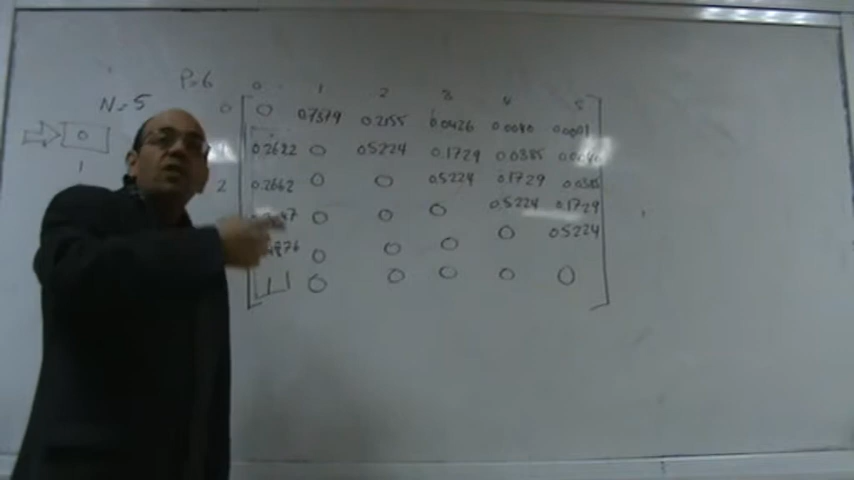 P=6 0 1 2 3 4 5
N=5 0 0 0.7379 0.2155 0.0426 0.0040 0.0001
0 0.2622 0 0.5224 0.1729 0.0385
1 2 0.2662 0 0 0.5224 0.1729 0.0385
0 0 0 0.5224 0.1729
0 0 0 0 0.5224
1 0 0 0 0 0